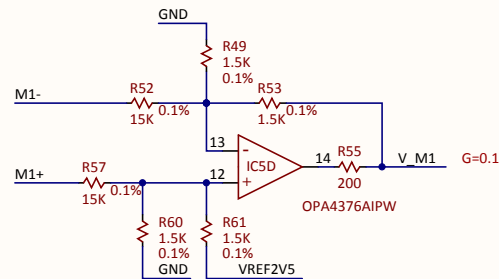 GND
R49
1.5K
0.1%
M1-
R52
0.1%
15K
R53
0.1%
1.5K
13
-
IC5D
14
R55
200
V_M1
G=0.1
M1+
R57
0.1%
15K
12
+
OPA4376AIPW
R60
1.5K
0.1%
R61
1.5K
0.1%
GND
VREF2V5